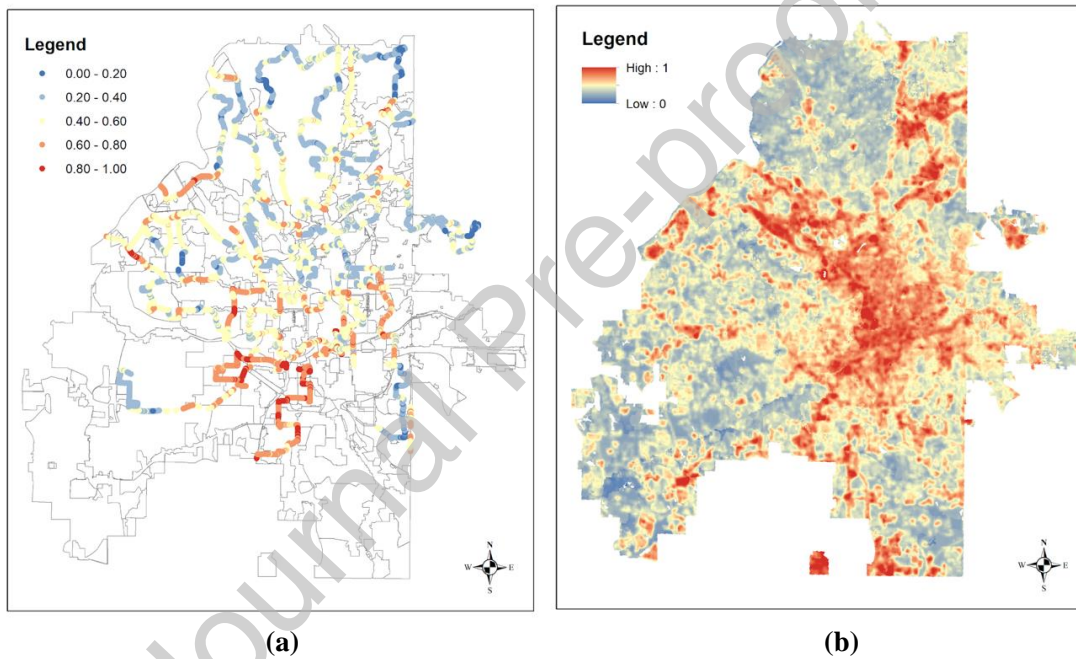 Legend
0.00 - 0.20
0.20 - 0.40
0.40 - 0.60
0.60 - 0.80
0.80 - 1.00
N
W E
S
(a)
Legend
High : 1
Low : 0
N
W E
S
(b)
Journal Pre-proof